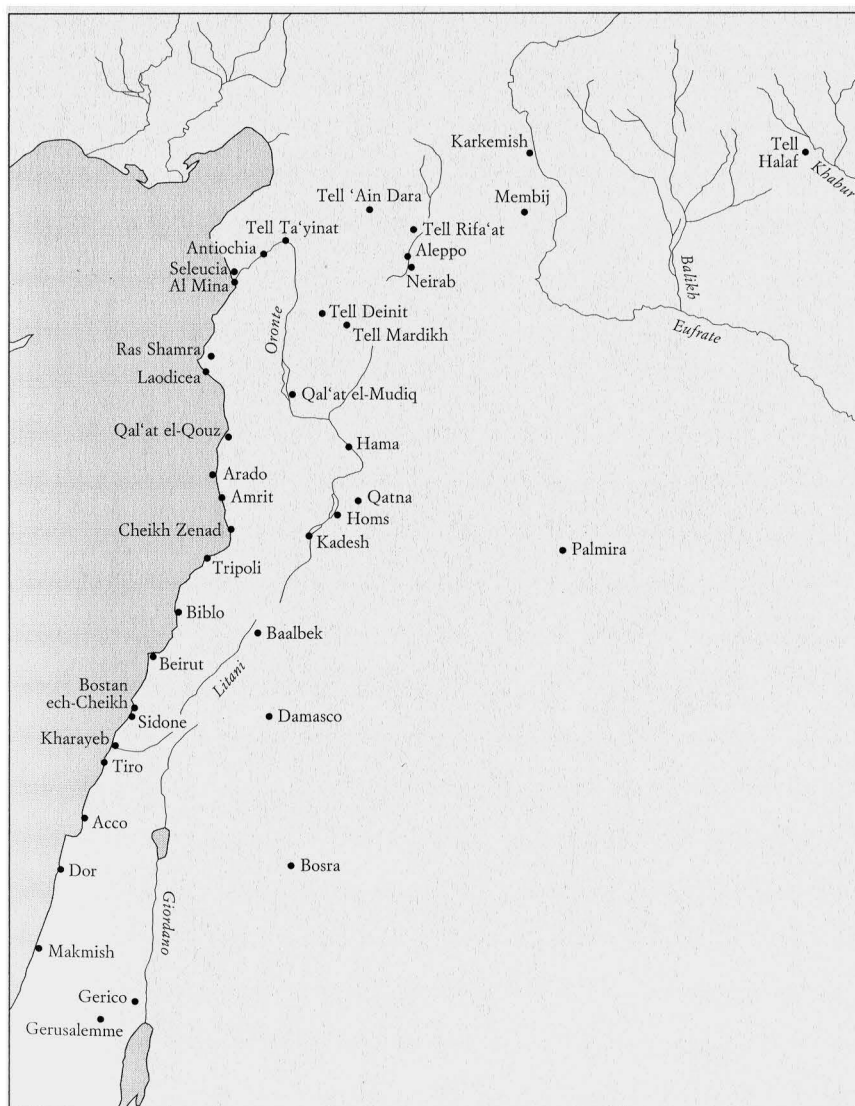 Karkemish
Tell
Halaf
Khabur
Tell ‘Ain Dara
Membij
Tell Ta‘yinat
Tell Rifa‘at
Antiochia
Aleppo
Seleucia
Neirab
Al Mina
Balikh
Tell Deinit
Oronte
Tell Mardikh
Eufrate
Ras Shamra
Laodicea
Qal‘at el-Mudiq
Qal‘at el-Qouz
Hama
Arado
Amrit
Qatna
Homs
Cheikh Zenad
Kadesh
Palmira
Tripoli
Biblo
Baalbek
Beirut
Litani
Bostan
ech-Cheikh
Sidone
Damasco
Kharayeb
Tiro
Acco
Dor
Bosra
Giordano
Makmish
Gerico
Gerusalemme